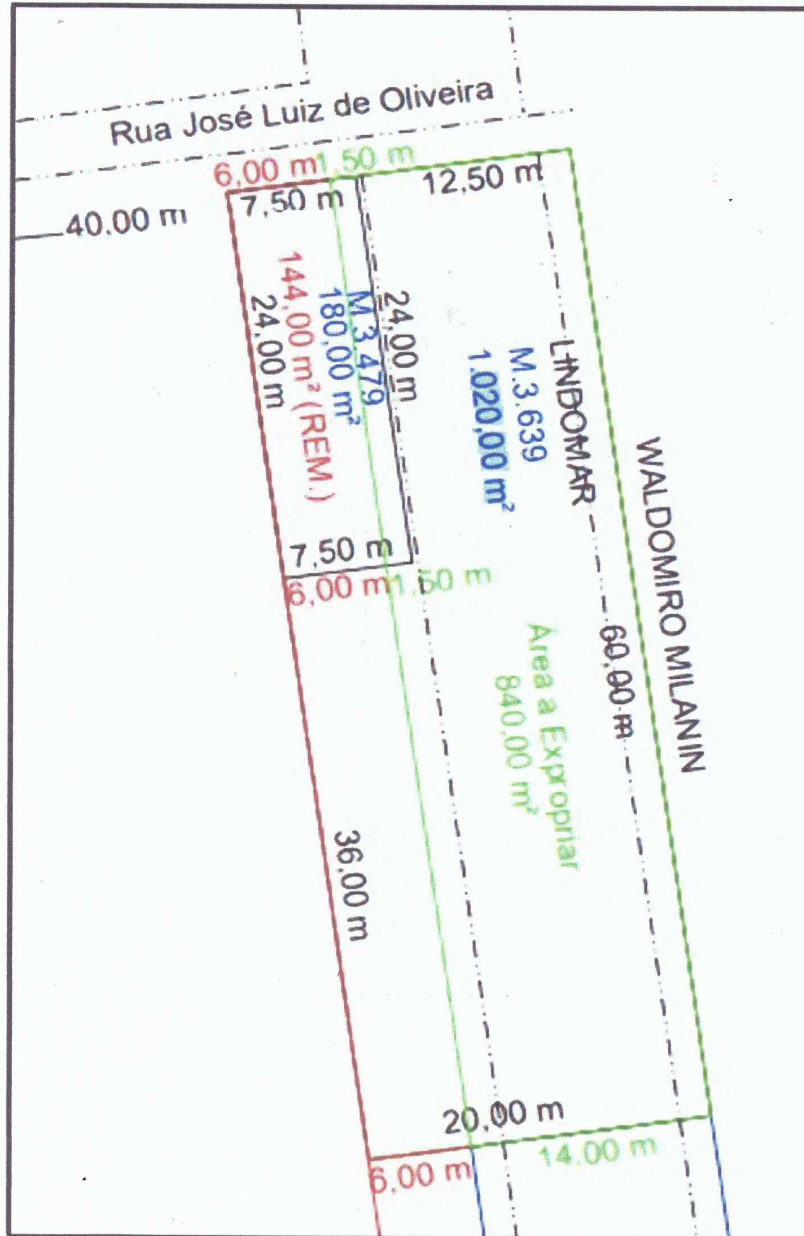 Rua José Luiz de Oliveira
6,00 m
1,50 m
12,50 m
7,50 m
40,00 m
24,00 m
144,00 m² (REM.)
180,00 m²
M.3.479
24,00 m
LINDOMAR
M.3.639
1.020,00 m²
WALDOMIRO MILANIN
7,50 m
6,00 m
1,50 m
60,00 m
Área a Expropriar
840,00 m²
36,00 m
20,00 m
6,00 m
14,00 m